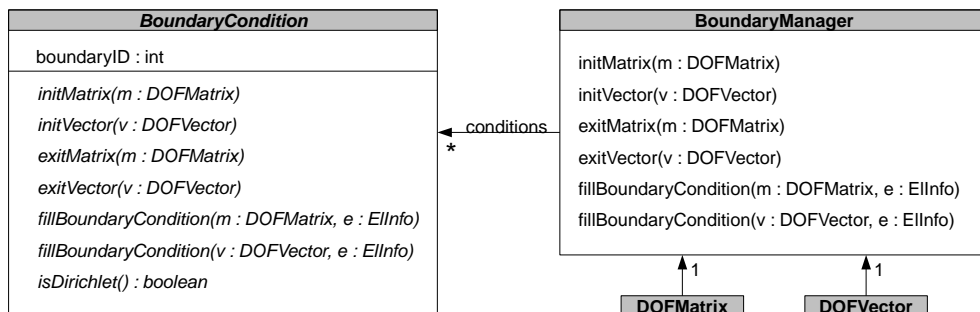 BoundaryCondition
boundaryID : int
initMatrix(m : DOFMatrix)
initVector(v : DOFVector)
exitMatrix(m : DOFMatrix)
exitVector(v : DOFVector)
fillBoundaryCondition(m : DOFMatrix, e : ElInfo)
fillBoundaryCondition(v : DOFVector, e : ElInfo)
isDirichlet() : boolean
conditions
*
BoundaryManager
initMatrix(m : DOFMatrix)
initVector(v : DOFVector)
exitMatrix(m : DOFMatrix)
exitVector(v : DOFVector)
fillBoundaryCondition(m : DOFMatrix, e : ElInfo)
fillBoundaryCondition(v : DOFVector, e : ElInfo)
1
1
DOFMatrix
DOFVector